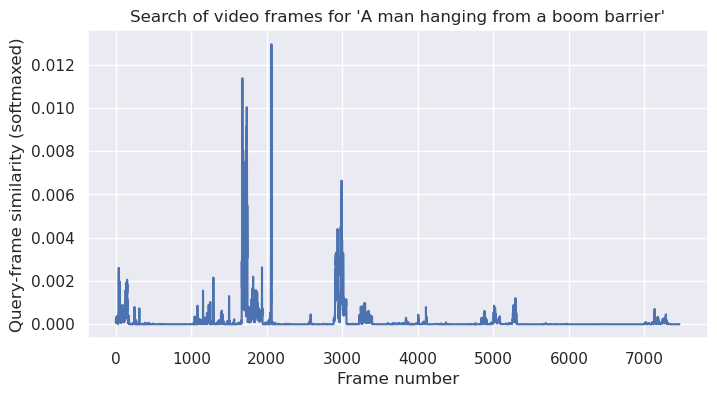 Search of video frames for 'A man hanging from a boom barrier'
Query-frame similarity (softmaxed)
0.012
0.010
0.008
0.006
0.004
0.002
0.000
0 1000 2000 3000 4000 5000 6000 7000
Frame number